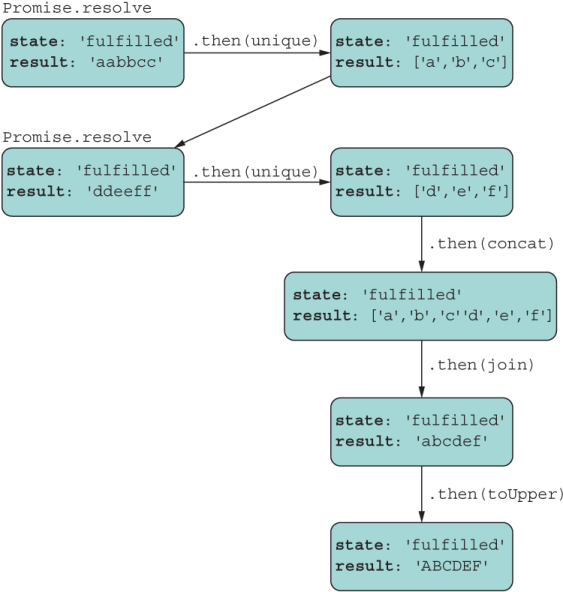 Promise.resolve
state: 'fulfilled'
result: 'aabbcc'
.then(unique)
state: 'fulfilled'
result: ['a','b','c']
Promise.resolve
state: 'fulfilled'
result: 'ddeeff'
.then(unique)
state: 'fulfilled'
result: ['d','e','f']
.then(concat)
state: 'fulfilled'
result: ['a','b','c''d','e','f']
.then(join)
state: 'fulfilled'
result: 'abcdef'
.then(toUpper)
state: 'fulfilled'
result: 'ABCDEF'